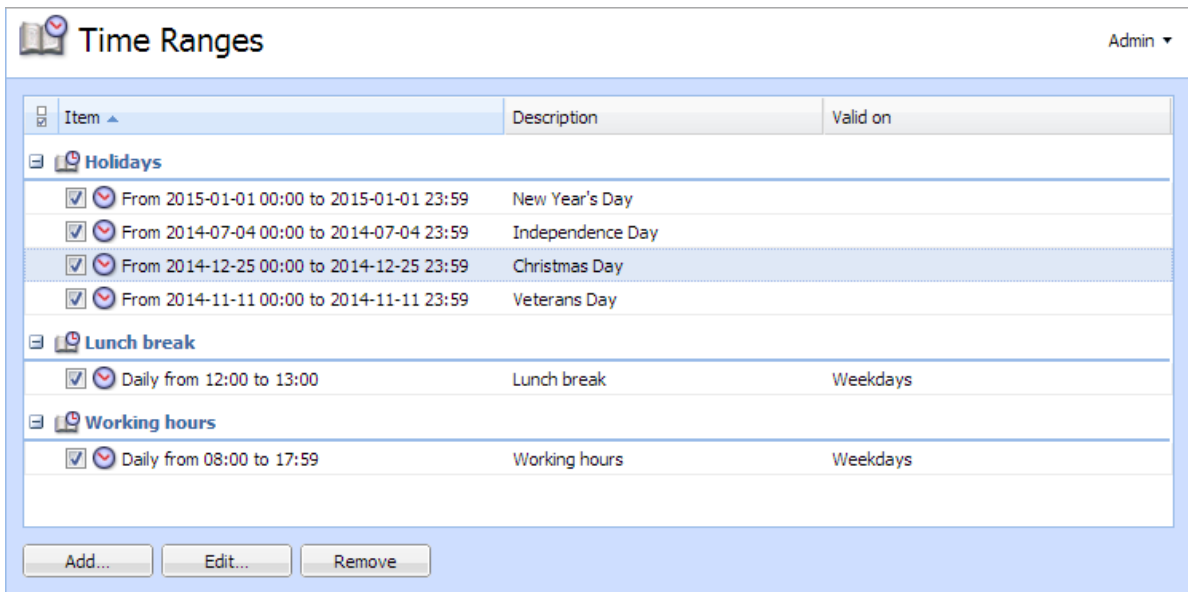 Time Ranges
Admin
Item Description Valid on
Holidays
From 2015-01-01 00:00 to 2015-01-01 23:59 New Year's Day
From 2014-07-04 00:00 to 2014-07-04 23:59 Independence Day
From 2014-12-25 00:00 to 2014-12-25 23:59 Christmas Day
From 2014-11-11 00:00 to 2014-11-11 23:59 Veterans Day
Lunch break
Daily from 12:00 to 13:00 Lunch break Weekdays
Working hours
Daily from 08:00 to 17:59 Working hours Weekdays
Add... Edit... Remove